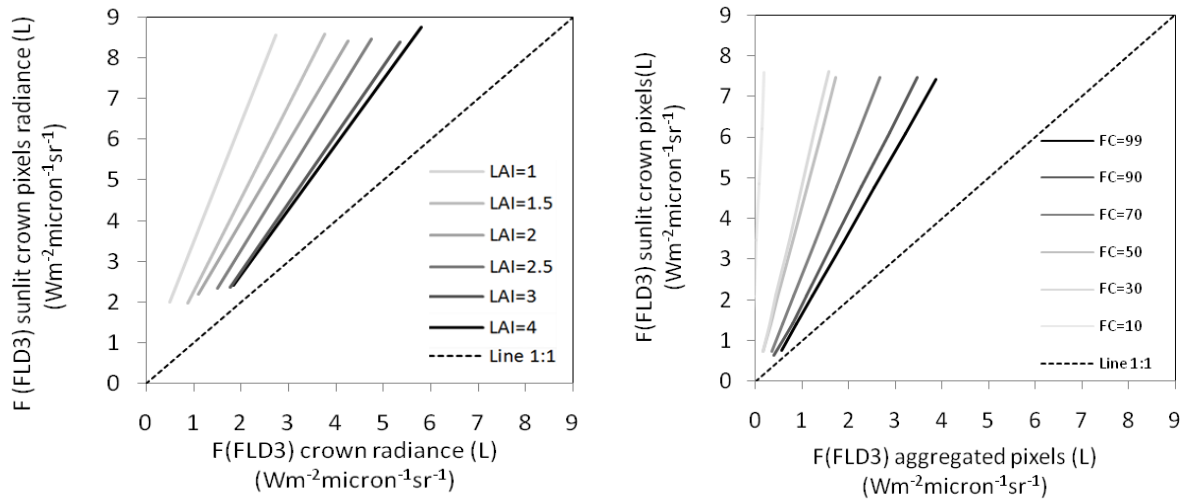 F (FLD3) sunlit crown pixels radiance (L)
(Wm-2micron-1sr-1)
9
8
7
6
5
4
3
2
1
0
LAI=1
LAI=1.5
LAI=2
LAI=2.5
LAI=3
LAI=4
Line 1:1
0 1 2 3 4 5 6 7 8 9
F(FLD3) crown radiance (L)
(Wm-2micron-1sr-1)
F(FLD3) sunlit crown pixels(L)
(Wm-2micron-1sr-1)
9
8
7
6
5
4
3
2
1
0
FC=99
FC=90
FC=70
FC=50
FC=30
FC=10
Line 1:1
0 1 2 3 4 5 6 7 8 9
F(FLD3) aggregated pixels (L)
(Wm-2micron-1sr-1)